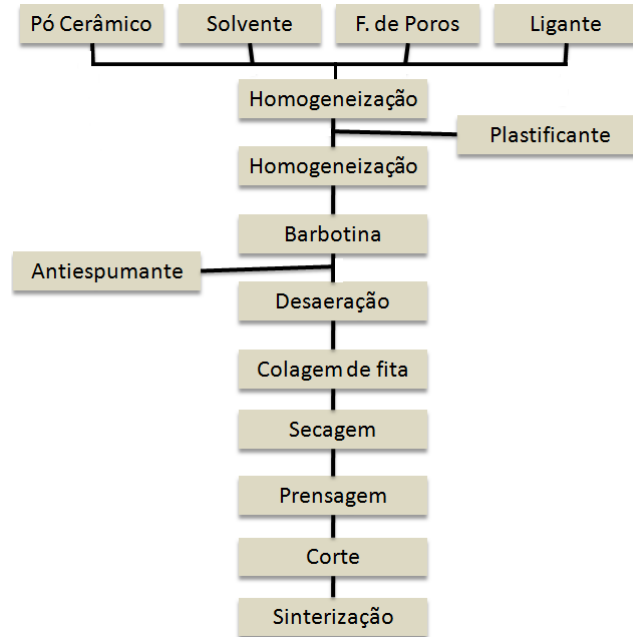 Pó Cerâmico
Solvente
F. de Poros
Ligante
Homogeneização
Plastificante
Homogeneização
Barbotina
Antiespumante
Desaeração
Colagem de fita
Secagem
Prensagem
Corte
Sinterização